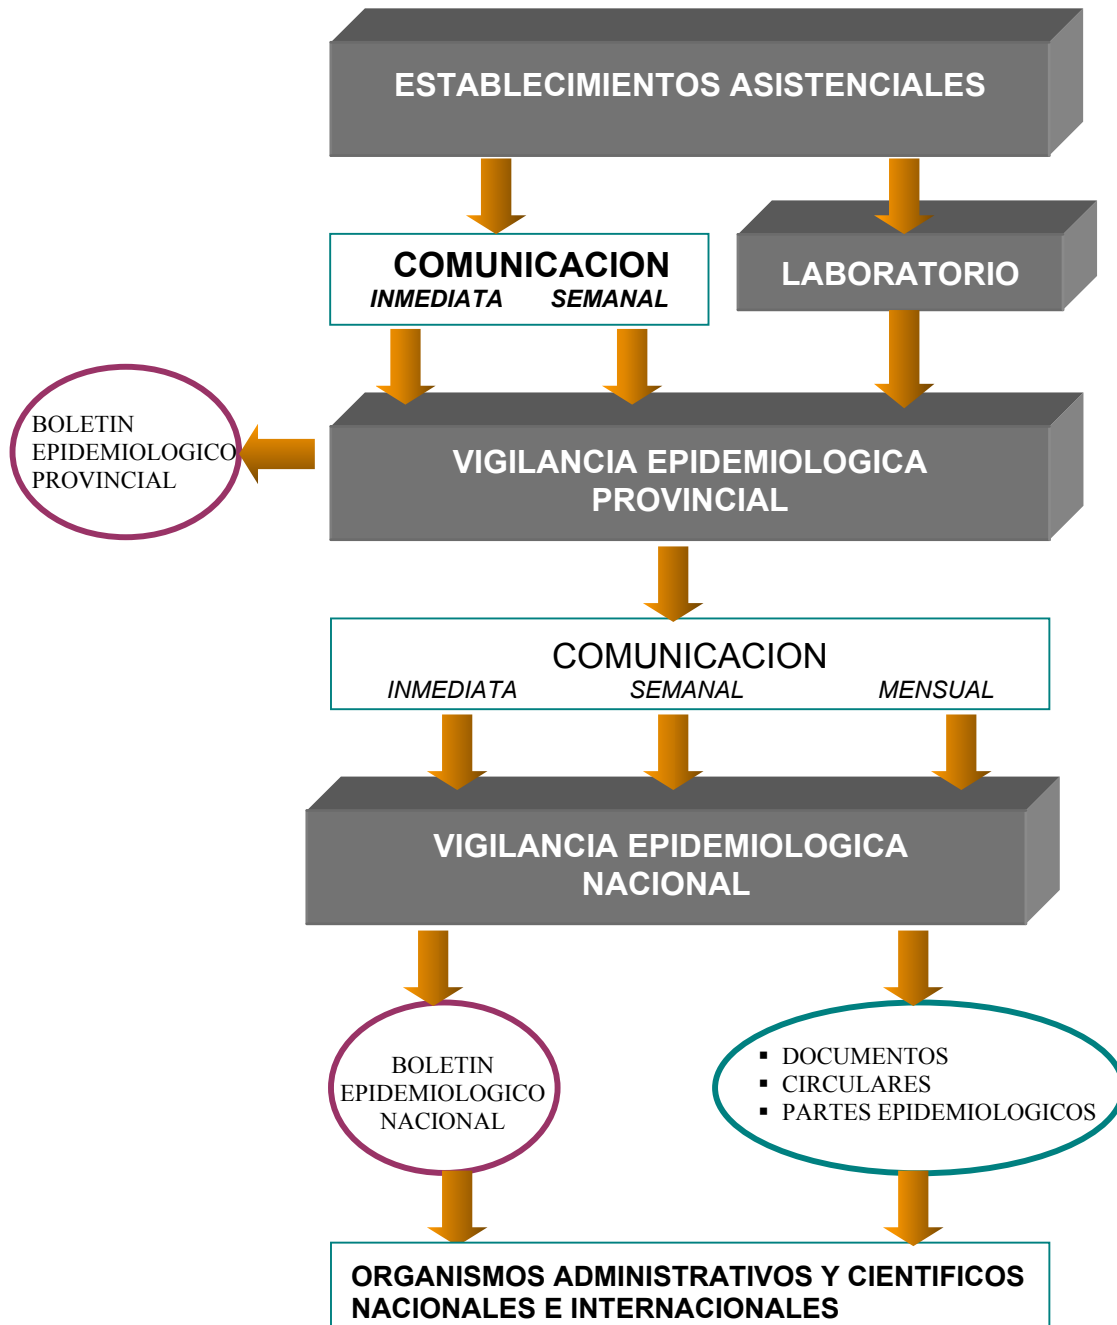 ESTABLECIMIENTOS ASISTENCIALES
COMUNICACION
INMEDIATA SEMANAL
LABORATORIO
BOLETIN
EPIDEMIOLOGICO
PROVINCIAL
VIGILANCIA EPIDEMIOLOGICA
PROVINCIAL
COMUNICACION
INMEDIATA SEMANAL MENSUAL
VIGILANCIA EPIDEMIOLOGICA
NACIONAL
BOLETIN
EPIDEMIOLOGICO
NACIONAL
▪ DOCUMENTOS
▪ CIRCULARES
▪ PARTES EPIDEMIOLOGICOS
ORGANISMOS ADMINISTRATIVOS Y CIENTIFICOS
NACIONALES E INTERNACIONALES